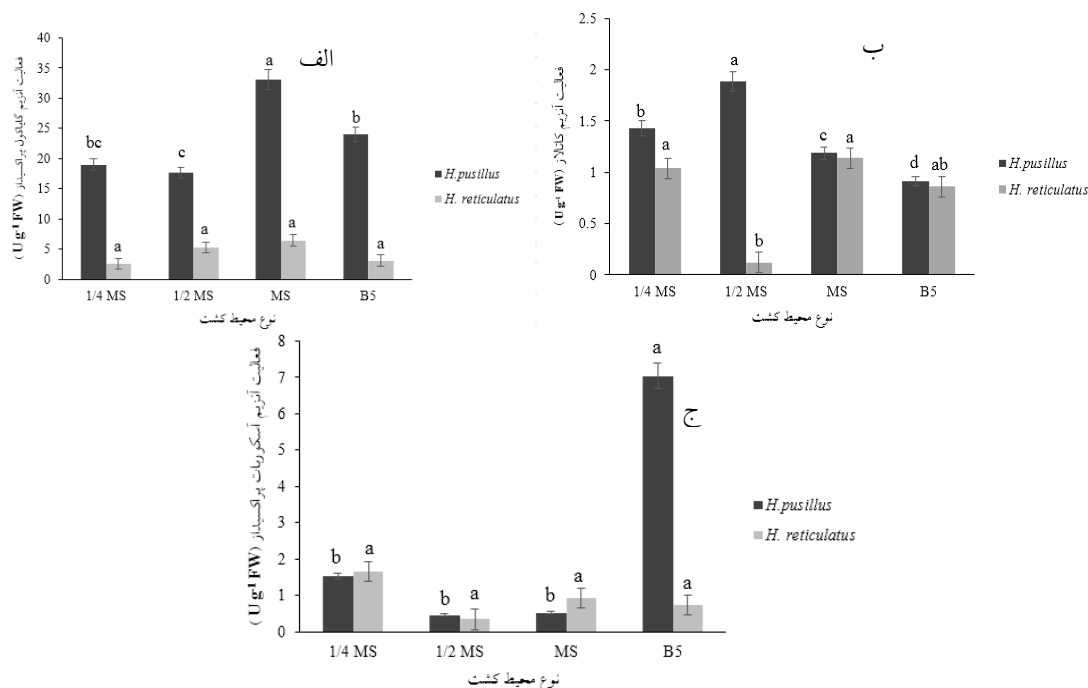 الف
فعالیت آنزیم گایاکول پراکسیداز (U g-1 FW)
40
35
30
25
20
15
10
5
0
bc
a
c
a
a
a
b
a
1/4 MS
1/2 MS
MS
B5
نوع محیط کشت
H.pusillus
H. reticulatus
ب
فعالیت آنزیم کاتالاز (U g-1 FW)
2.5
2
1.5
1
0.5
0
b
a
a
b
c
a
d
ab
1/4 MS
1/2 MS
MS
B5
نوع محیط کشت
H.pusillus
H. reticulatus
ج
فعالیت آنزیم آسکوربات پراکسیداز (U g-1 FW)
8
7
6
5
4
3
2
1
0
b
a
b
a
b
a
a
a
1/4 MS
1/2 MS
MS
B5
نوع محیط کشت
H.pusillus
H. reticulatus